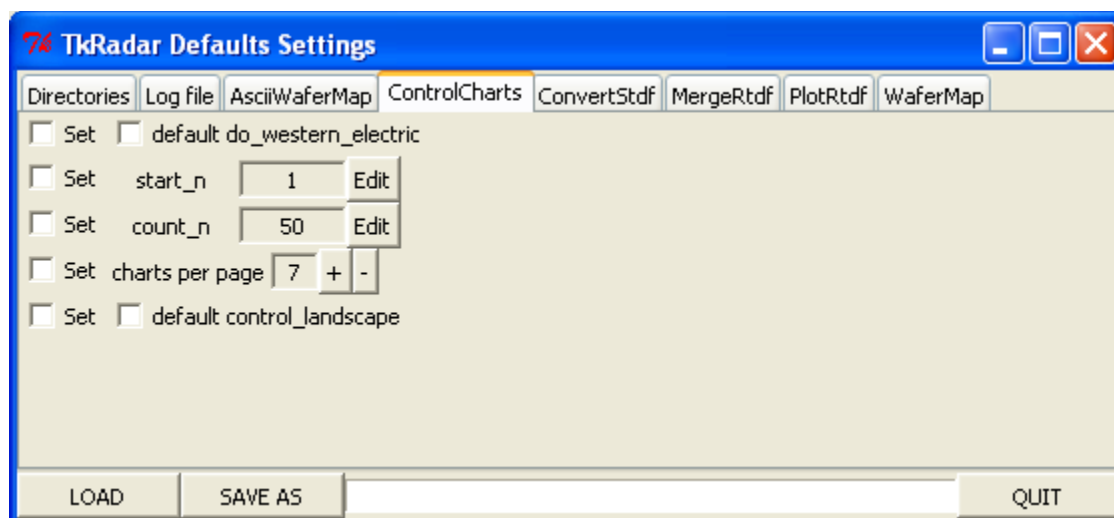 7% TkRadar Defaults Settings
Directories Log file AsciiWaferMap ControlCharts ConvertStdf MergeRtdf PlotRtdf WaferMap
Set default do_western_electric
Set start_n 1 Edit
Set count_n 50 Edit
Set charts per page 7 + -
Set default control_landscape
LOAD SAVE AS QUIT